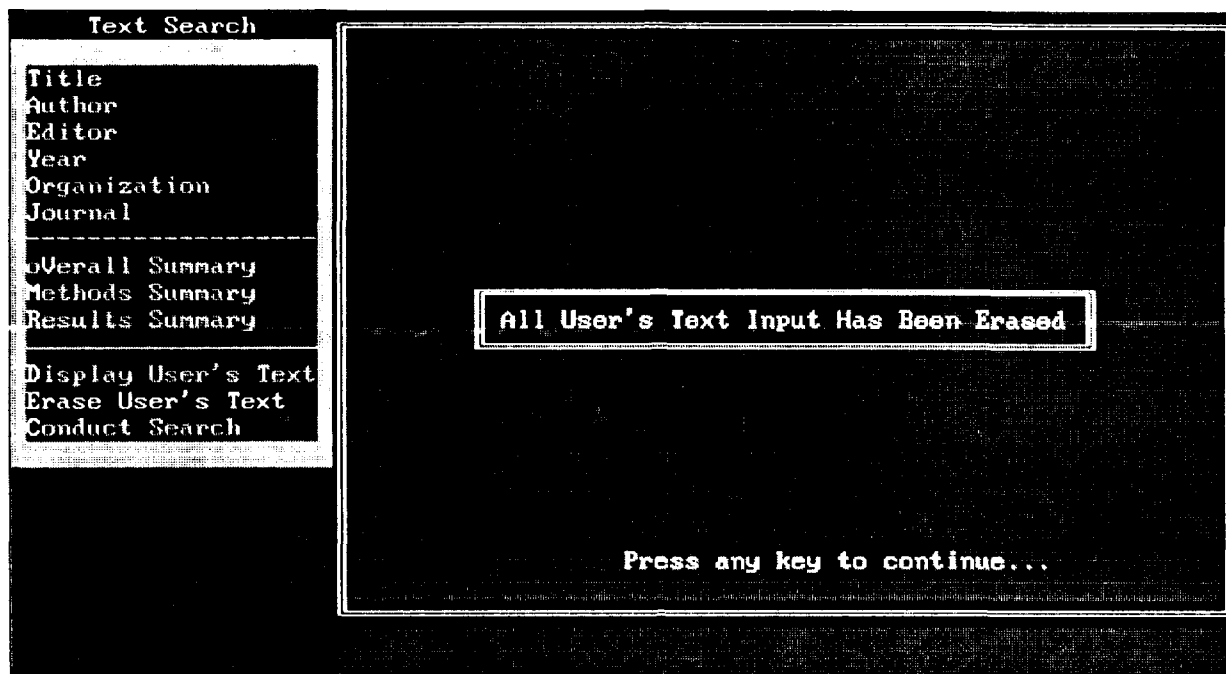 Text Search
Title
Author
Editor
Year
Organization
Journal
oVerall Summary
Methods Summary
Results Summary
Display User's Text
Erase User's Text
Conduct Search
All User's Text Input Has Been Erased
Press any key to continue...